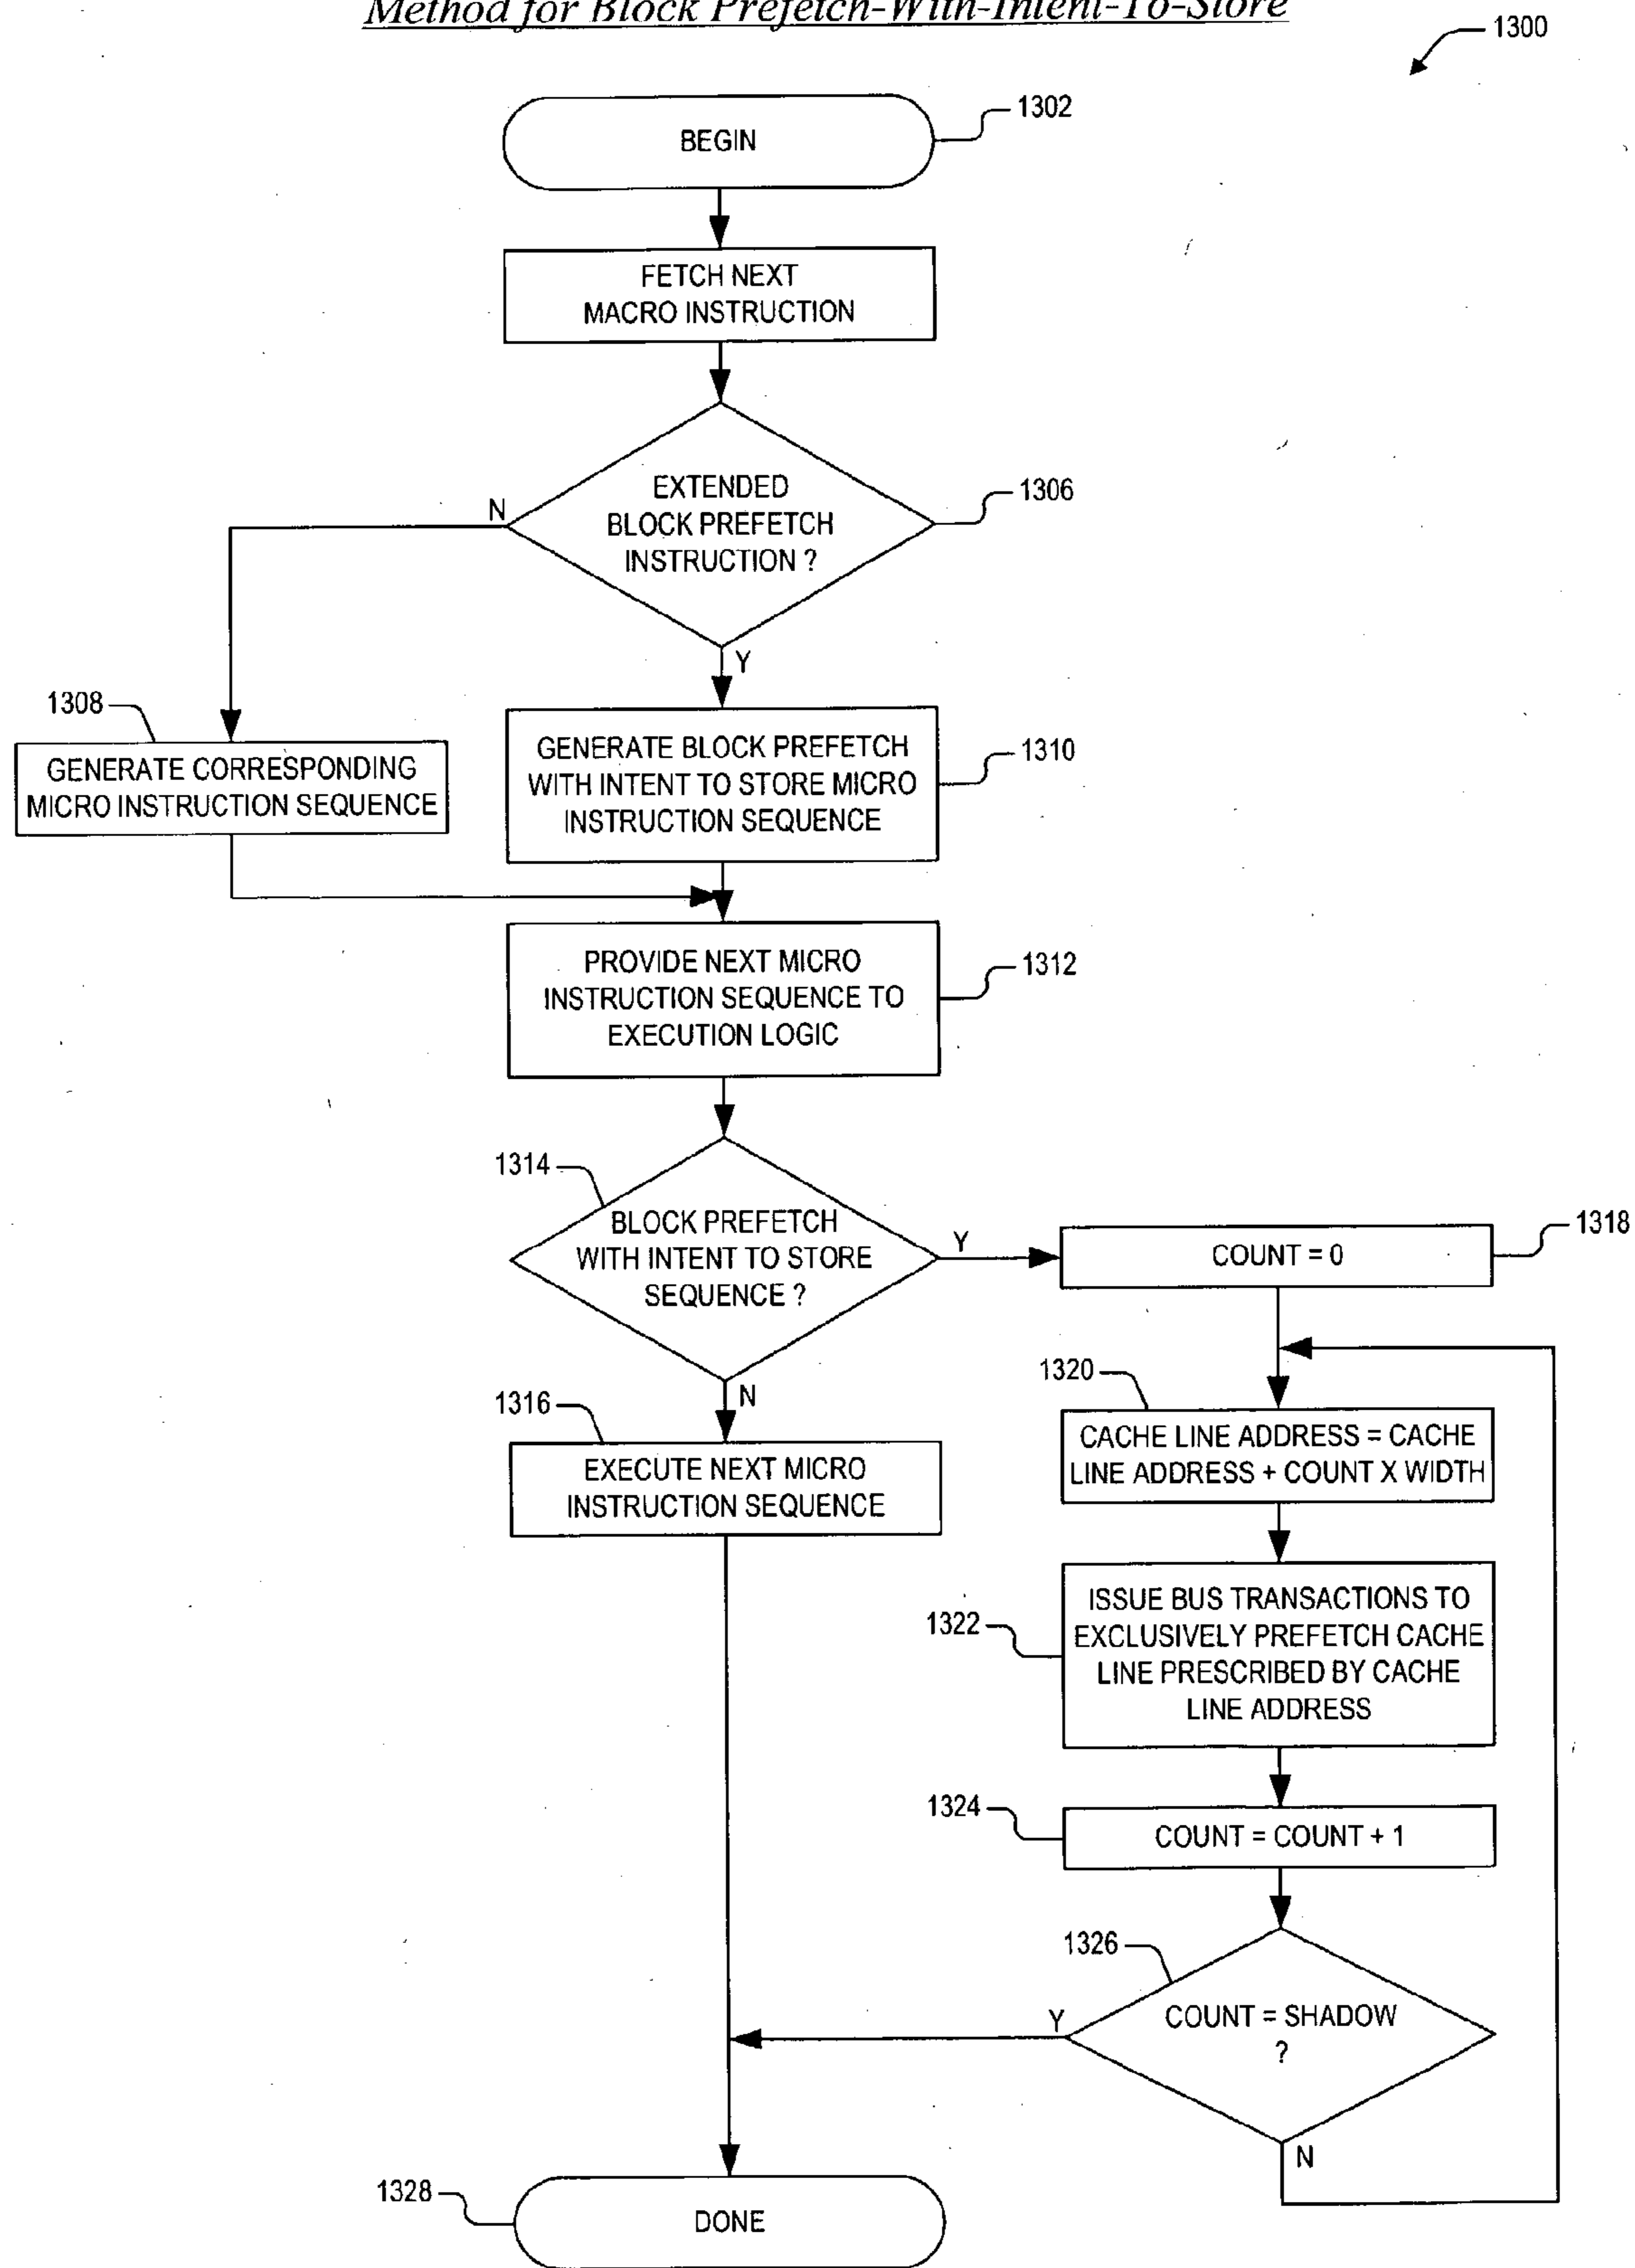 Method for Block Prefetch-With-Intent-To-Store
1300
1302
BEGIN
FETCH NEXT
MACRO INSTRUCTION
EXTENDED
BLOCK PREFETCH
INSTRUCTION ?
1306
N
Y
1308
GENERATE CORRESPONDING
MICRO INSTRUCTION SEQUENCE
GENERATE BLOCK PREFETCH
WITH INTENT TO STORE MICRO
INSTRUCTION SEQUENCE
1310
PROVIDE NEXT MICRO
INSTRUCTION SEQUENCE TO
EXECUTION LOGIC
1312
1314
BLOCK PREFETCH
WITH INTENT TO STORE
SEQUENCE ?
Y
N
COUNT = 0
1318
1316
EXECUTE NEXT MICRO
INSTRUCTION SEQUENCE
1320
CACHE LINE ADDRESS = CACHE
LINE ADDRESS + COUNT X WIDTH
1322
ISSUE BUS TRANSACTIONS TO
EXCLUSIVELY PREFETCH CACHE
LINE PRESCRIBED BY CACHE
LINE ADDRESS
1324
COUNT = COUNT + 1
1326
COUNT = SHADOW
?
Y
N
1328
DONE